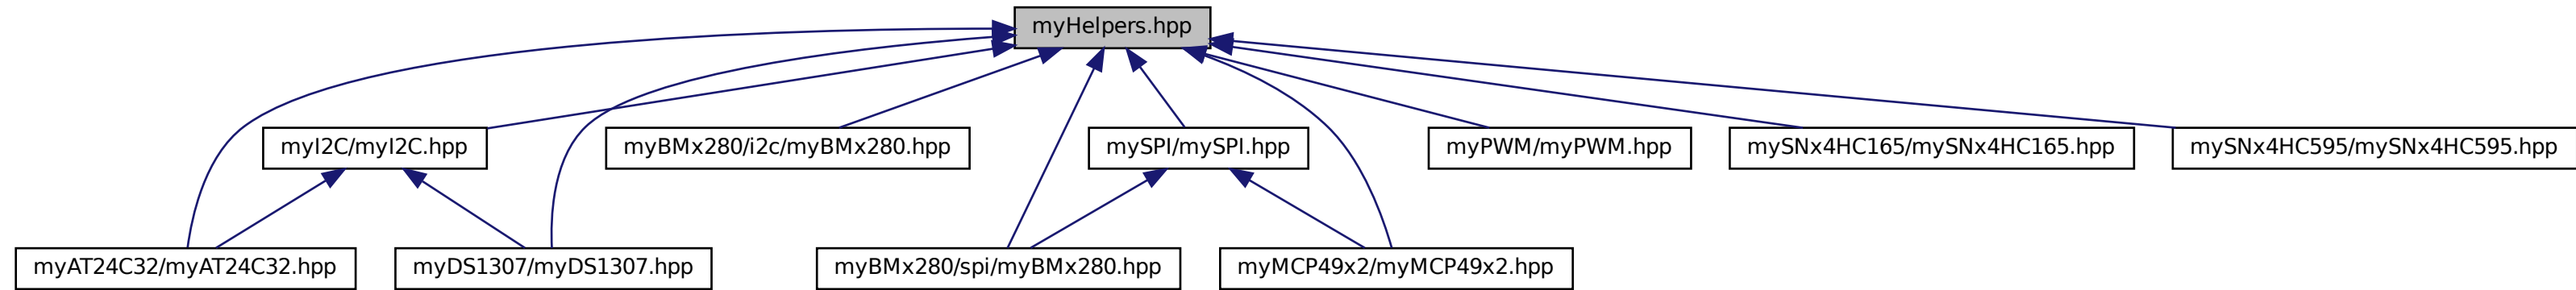 myHelpers.hpp
myI2C/myI2C.hpp
myBMx280/i2c/myBMx280.hpp
mySPI/mySPI.hpp
myPWM/myPWM.hpp
mySNx4HC165/mySNx4HC165.hpp
mySNx4HC595/mySNx4HC595.hpp
myAT24C32/myAT24C32.hpp
myDS1307/myDS1307.hpp
myBMx280/spi/myBMx280.hpp
myMCP49x2/myMCP49x2.hpp